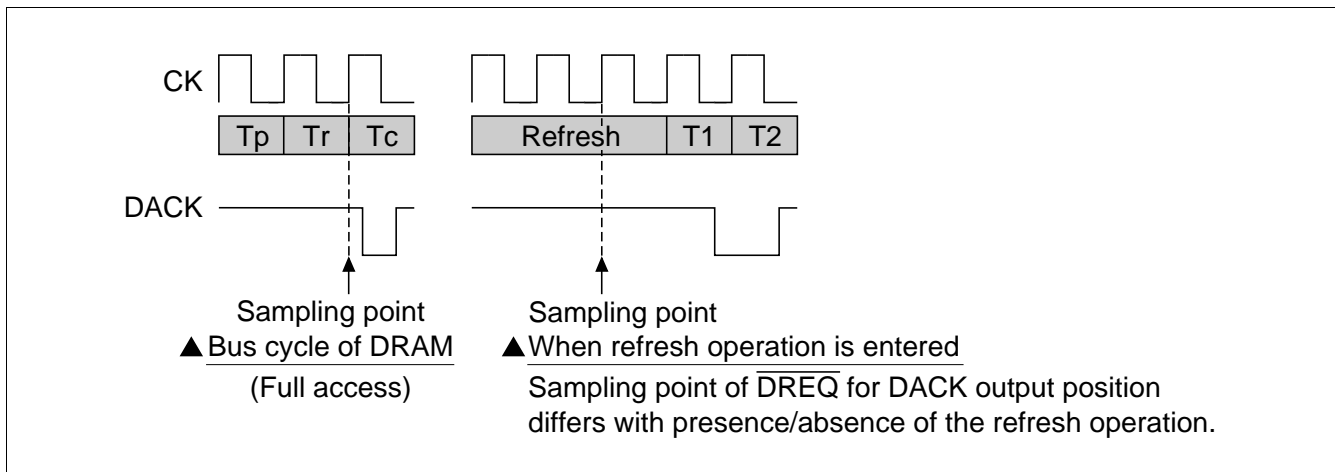 CK
Tp Tr Tc Refresh T1 T2
DACK
Sampling point
▲Bus cycle of DRAM
(Full access)
Sampling point
▲When refresh operation is entered
Sampling point of D̅R̅E̅Q̅ for DACK output position
differs with presence/absence of the refresh operation.